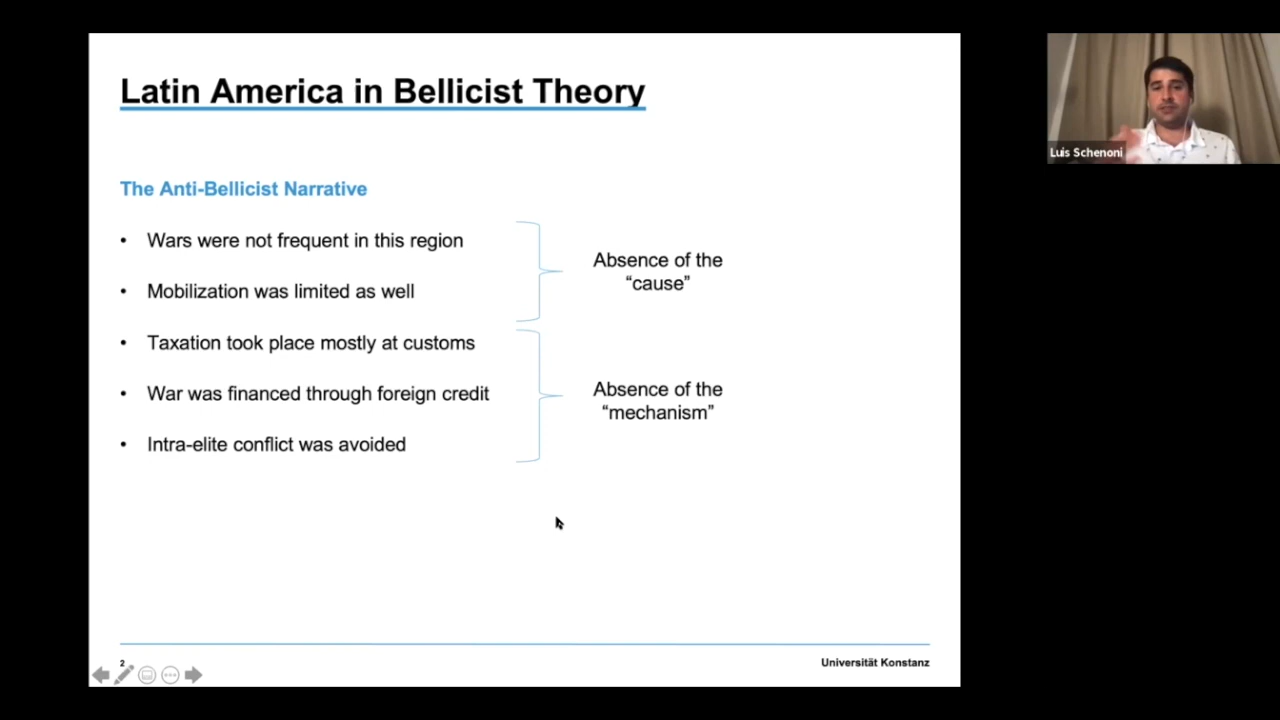 Latin America in Bellicist Theory
The Anti-Bellicist Narrative
• Wars were not frequent in this region
• Mobilization was limited as well
• Taxation took place mostly at customs
• War was financed through foreign credit
• Intra-elite conflict was avoided
Absence of the
“cause”
Absence of the
“mechanism”
2
Universität Konstanz
Luis Schenoni